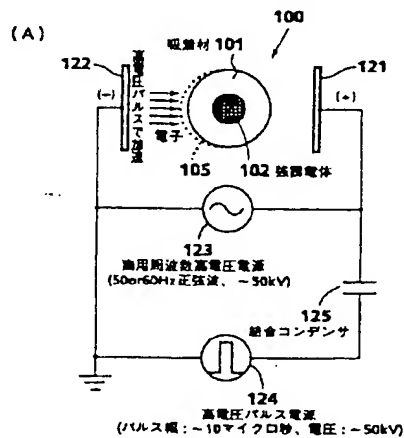 (A)
100
吸着材 101
122
121
(-)
高電圧パルスで加速
(+)
電子
105
102 強誘電体
123
商用周波数高電圧電源
(50or60Hz正弦波、~50kV)
125
結合コンデンサ
124
高電圧パルス電源
(パルス幅:~10マイクロ秒、電圧:~50kV)